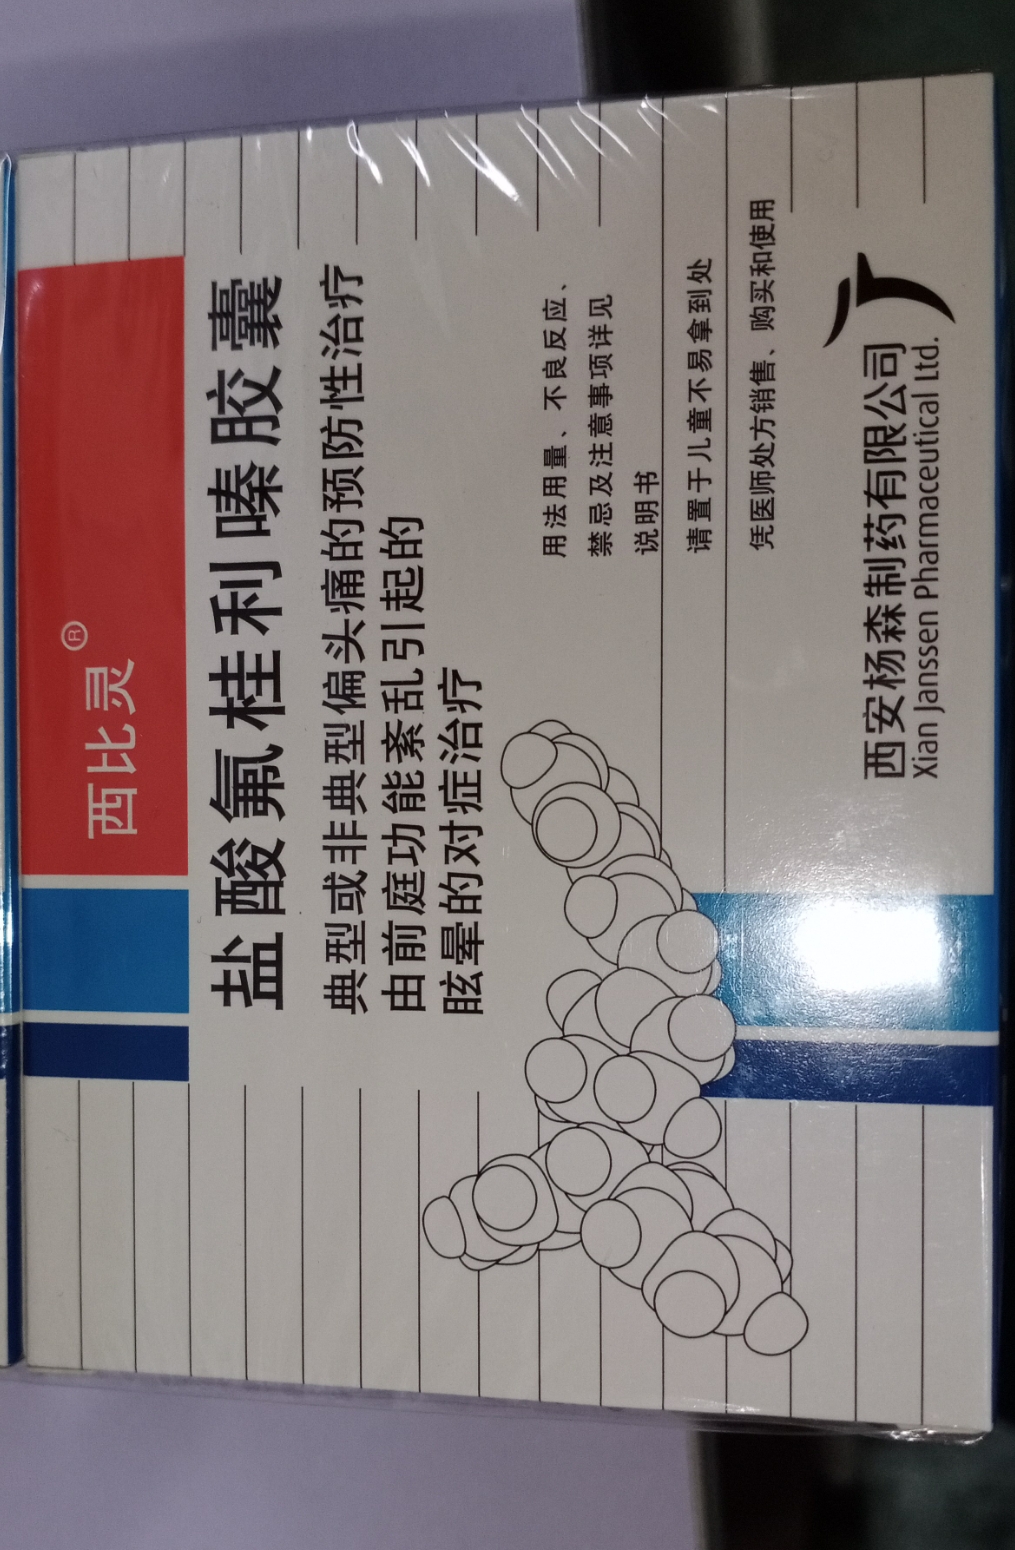 西比灵®
盐酸氟桂利嗪胶囊
典型或非典型偏头痛的预防性治疗
由前庭功能紊乱引起的
眩晕的对症治疗
用法用量、不良反应、
禁忌及注意事项详见
说明书
请置于儿童不易拿到处
凭医师处方销售、购买和使用
西安杨森制药有限公司
Xian Janssen Pharmaceutical Ltd.